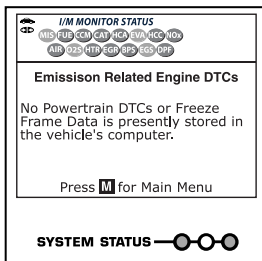 I/M MONITOR STATUS
MIS FUE CCM CAT HCA EVA HCC NOx
AIR O2S HTR EGR BPS EGS DPF
Emissison Related Engine DTCs
No Powertrain DTCs or Freeze
Frame Data is presently stored in
the vehicle's computer.
Press M for Main Menu
SYSTEM STATUS